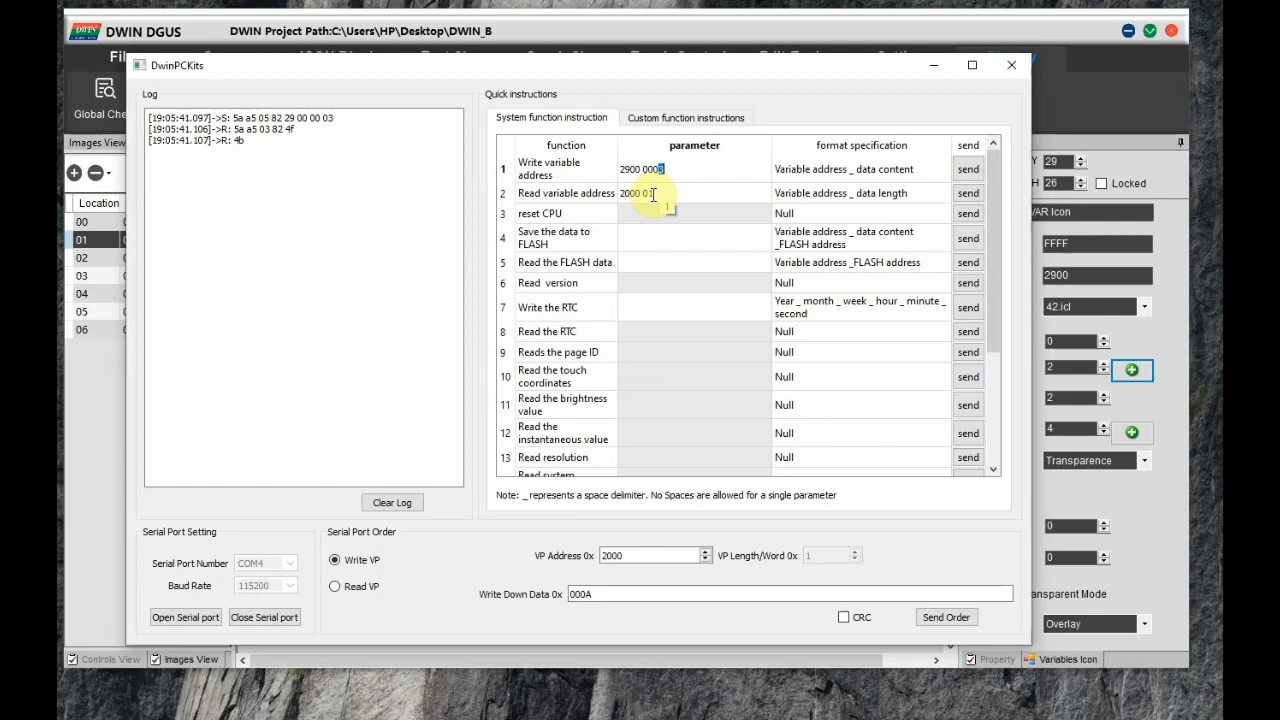 DWIN
DWIN DGUS
DWIN Project Path:C:\Users\HP\Desktop\DWIN_B
DwinPCKits
Global Che
Images View
Location
00
01
02
03
04
05
06
Log
[19:05:41.097]->S: 5a a5 05 82 29 00 00 03
[19:05:41.106]->R: 5a a5 03 82 4f
[19:05:41.107]->R: 4b
Clear Log
Quick instructions
System function instruction
Custom function instructions
function parameter format specification send
1 Write variable address 2900 0003 Variable address _ data content send
2 Read variable address 2000 01 Variable address _ data length send
1
3 reset CPU Null send
4 Save the data to FLASH Variable address _ data content _FLASH address send
5 Read the FLASH data Variable address _FLASH address send
6 Read version Null send
7 Write the RTC Year _ month _ week _ hour _ minute _ second send
8 Read the RTC Null send
9 Reads the page ID Null send
10 Read the touch coordinates Null send
11 Read the brightness value Null send
12 Read the instantaneous value Null send
13 Read resolution Null send
Read system
Note: _ represents a space delimiter. No Spaces are allowed for a single parameter
Serial Port Setting
Serial Port Number COM4
Baud Rate 115200
Open Serial port Close Serial port
Serial Port Order
Write VP
Read VP
VP Address 0x 2000 VP Length/Word 0x 1
Write Down Data 0x 000A
CRC Send Order
Y 29
H 26 Locked
VAR Icon
FFFF
2900
42.icl
0
2
2
4
Transparence
0
0
ansparent Mode
Overlay
Controls View Images View
Property Variables Icon